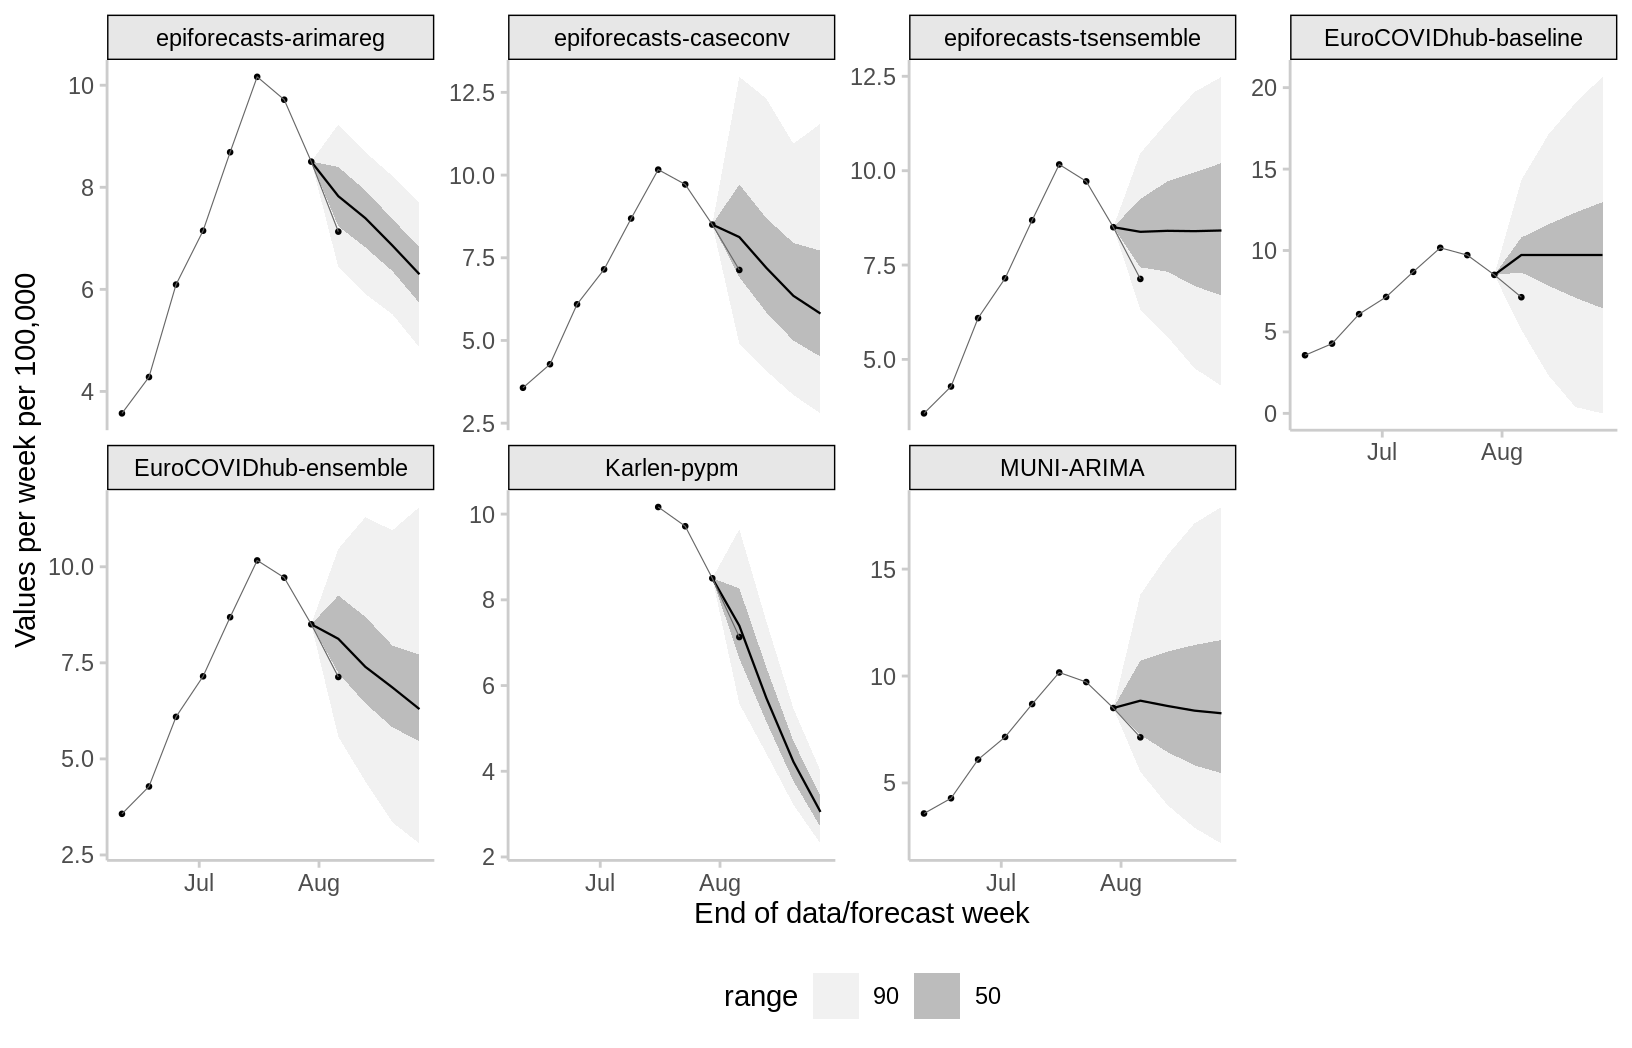 epiforecasts-arimareg
epiforecasts-caseconv
epiforecasts-tsensemble
EuroCOVIDhub-baseline
10
8
6
4
12.5
10.0
7.5
5.0
2.5
12.5
10.0
7.5
5.0
20
15
10
5
0
Jul Aug
Values per week per 100,000
EuroCOVIDhub-ensemble
Karlen-pypm
MUNI-ARIMA
10.0
7.5
5.0
2.5
10
8
6
4
2
15
10
5
Jul Aug
Jul Aug
Jul Aug
End of data/forecast week
range 90 50